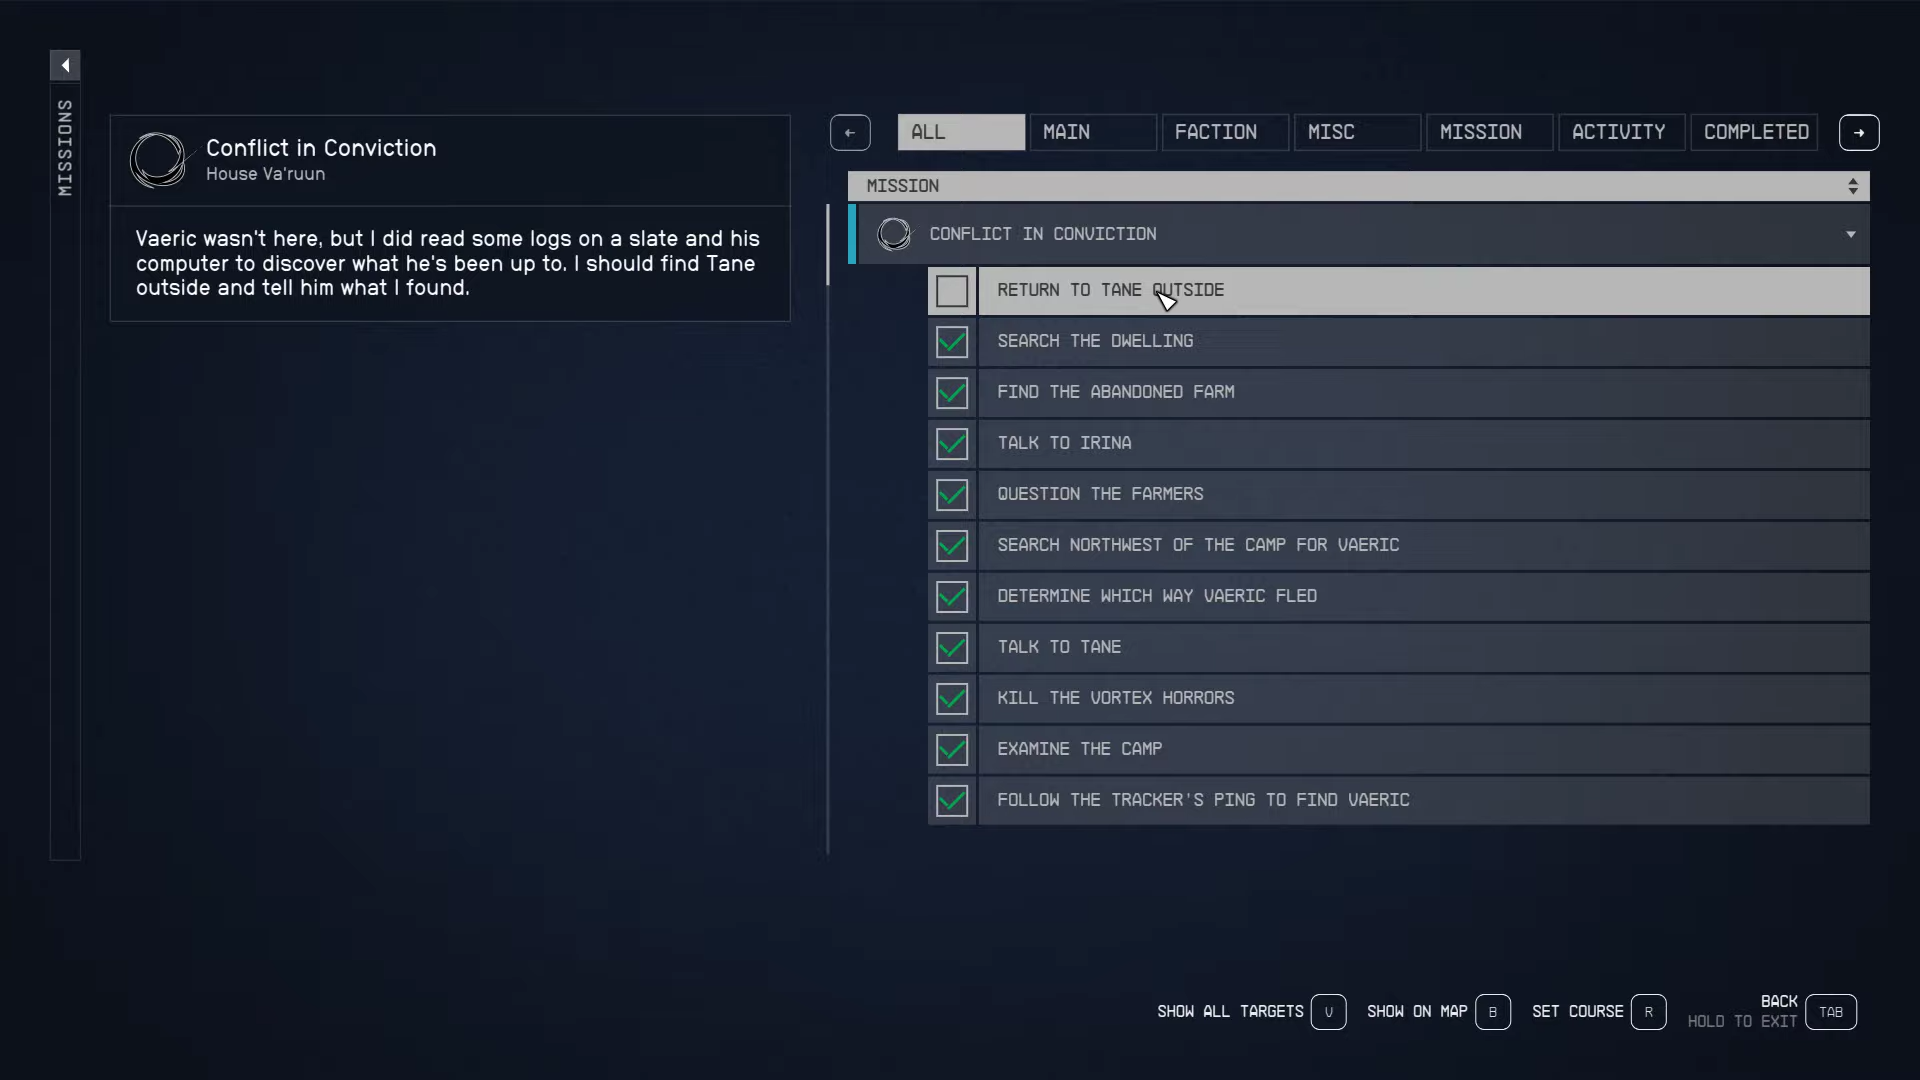 MISSIONS
Conflict in Conviction
House Va'ruun
Vaeric wasn't here, but I did read some logs on a slate and his
computer to discover what he's been up to. I should find Tane
outside and tell him what I found.
ALL MAIN FACTION MISC MISSION ACTIVITY COMPLETED
MISSION
CONFLICT IN CONVICTION
RETURN TO TANE OUTSIDE
SEARCH THE DWELLING
FIND THE ABANDONED FARM
TALK TO IRINA
QUESTION THE FARMERS
SEARCH NORTHWEST OF THE CAMP FOR VAERIC
DETERMINE WHICH WAY VAERIC FLED
TALK TO TANE
KILL THE VORTEX HORRORS
EXAMINE THE CAMP
FOLLOW THE TRACKER'S PING TO FIND VAERIC
SHOW ALL TARGETS V SHOW ON MAP B SET COURSE R BACK TAB
HOLD TO EXIT